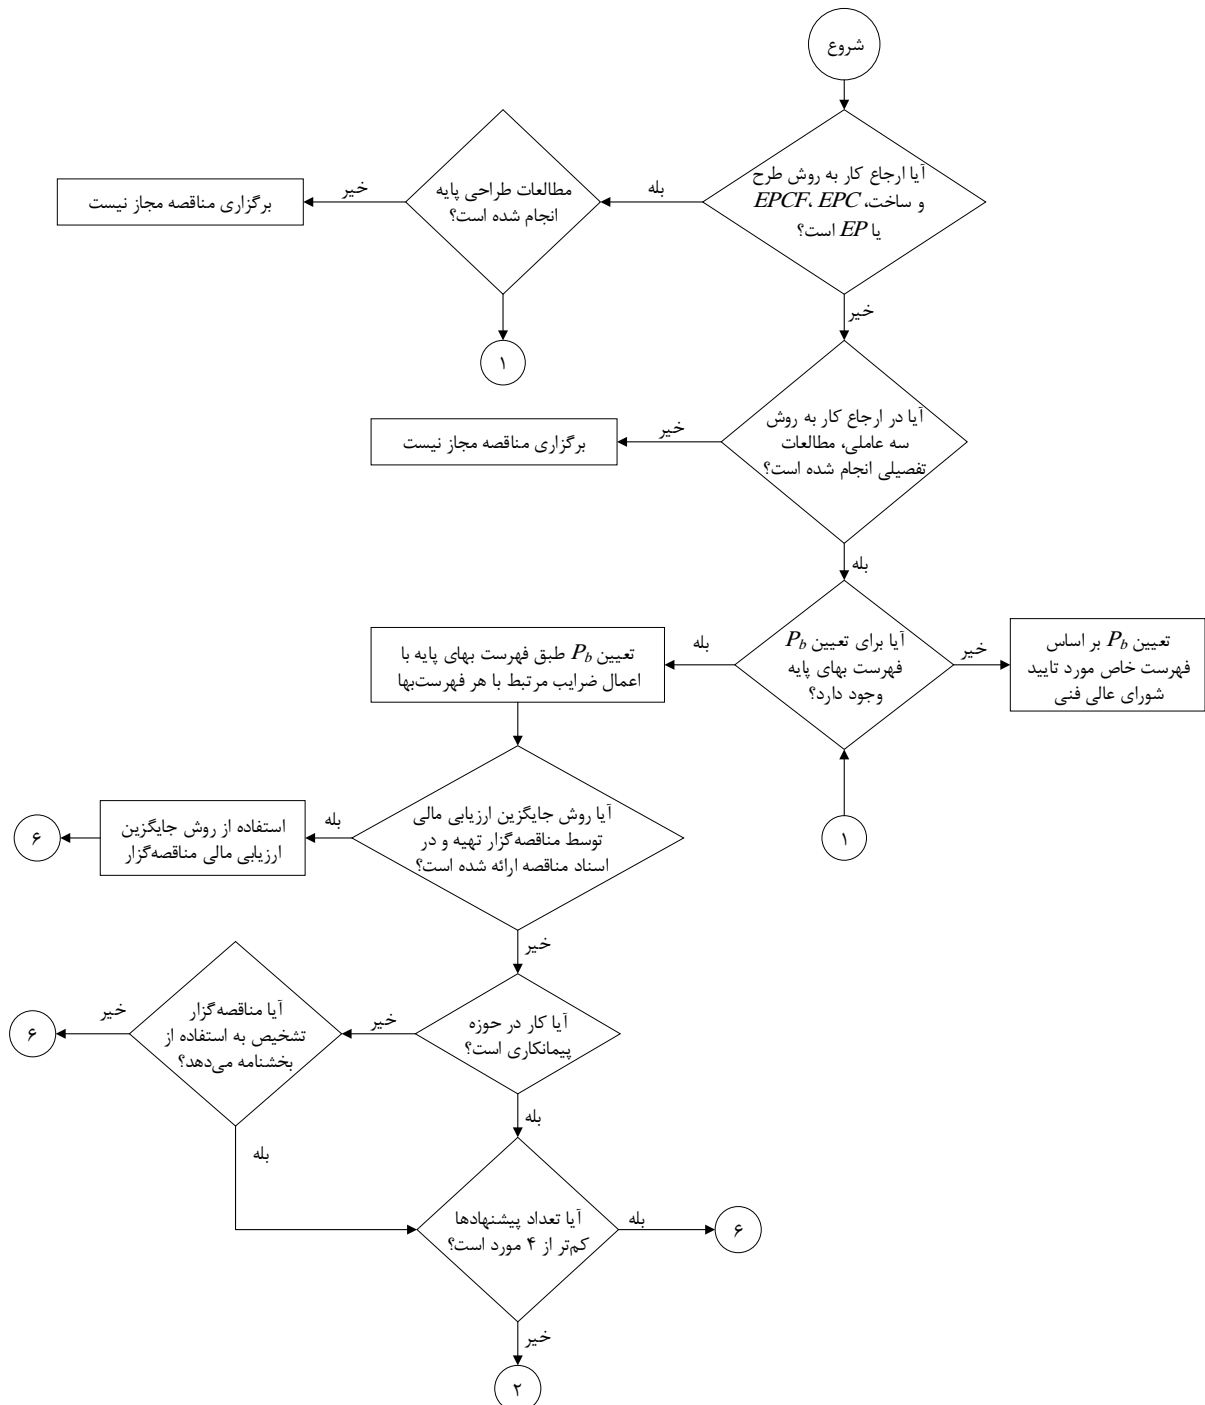 شروع
آیا ارجاع کار به روش طرح
و ساخت، EPC ،EPCF
یا EP است؟
بله
مطالعات طراحی پایه
انجام شده است؟
خیر
برگزاری مناقصه مجاز نیست
۱
خیر
آیا در ارجاع کار به روش
سه عاملی، مطالعات
تفصیلی انجام شده است؟
خیر
برگزاری مناقصه مجاز نیست
بله
آیا برای تعیین Pb
فهرست بهای پایه
وجود دارد؟
خیر
تعیین Pb بر اساس
فهرست خاص مورد تایید
شورای عالی فنی
بله
تعیین Pb طبق فهرست بهای پایه با
اعمال ضرایب مرتبط با هر فهرست‌بها
۱
آیا روش جایگزین ارزیابی مالی
توسط مناقصه‌گزار تهیه و در
اسناد مناقصه ارائه شده است؟
بله
استفاده از روش جایگزین
ارزیابی مالی مناقصه‌گزار
۶
خیر
آیا کار در حوزه
پیمانکاری است؟
خیر
آیا مناقصه‌گزار
تشخیص به استفاده از
بخشنامه می‌دهد؟
خیر
۶
بله
بله
آیا تعداد پیشنهادها
کم‌تر از ۴ مورد است؟
بله
۶
خیر
۲